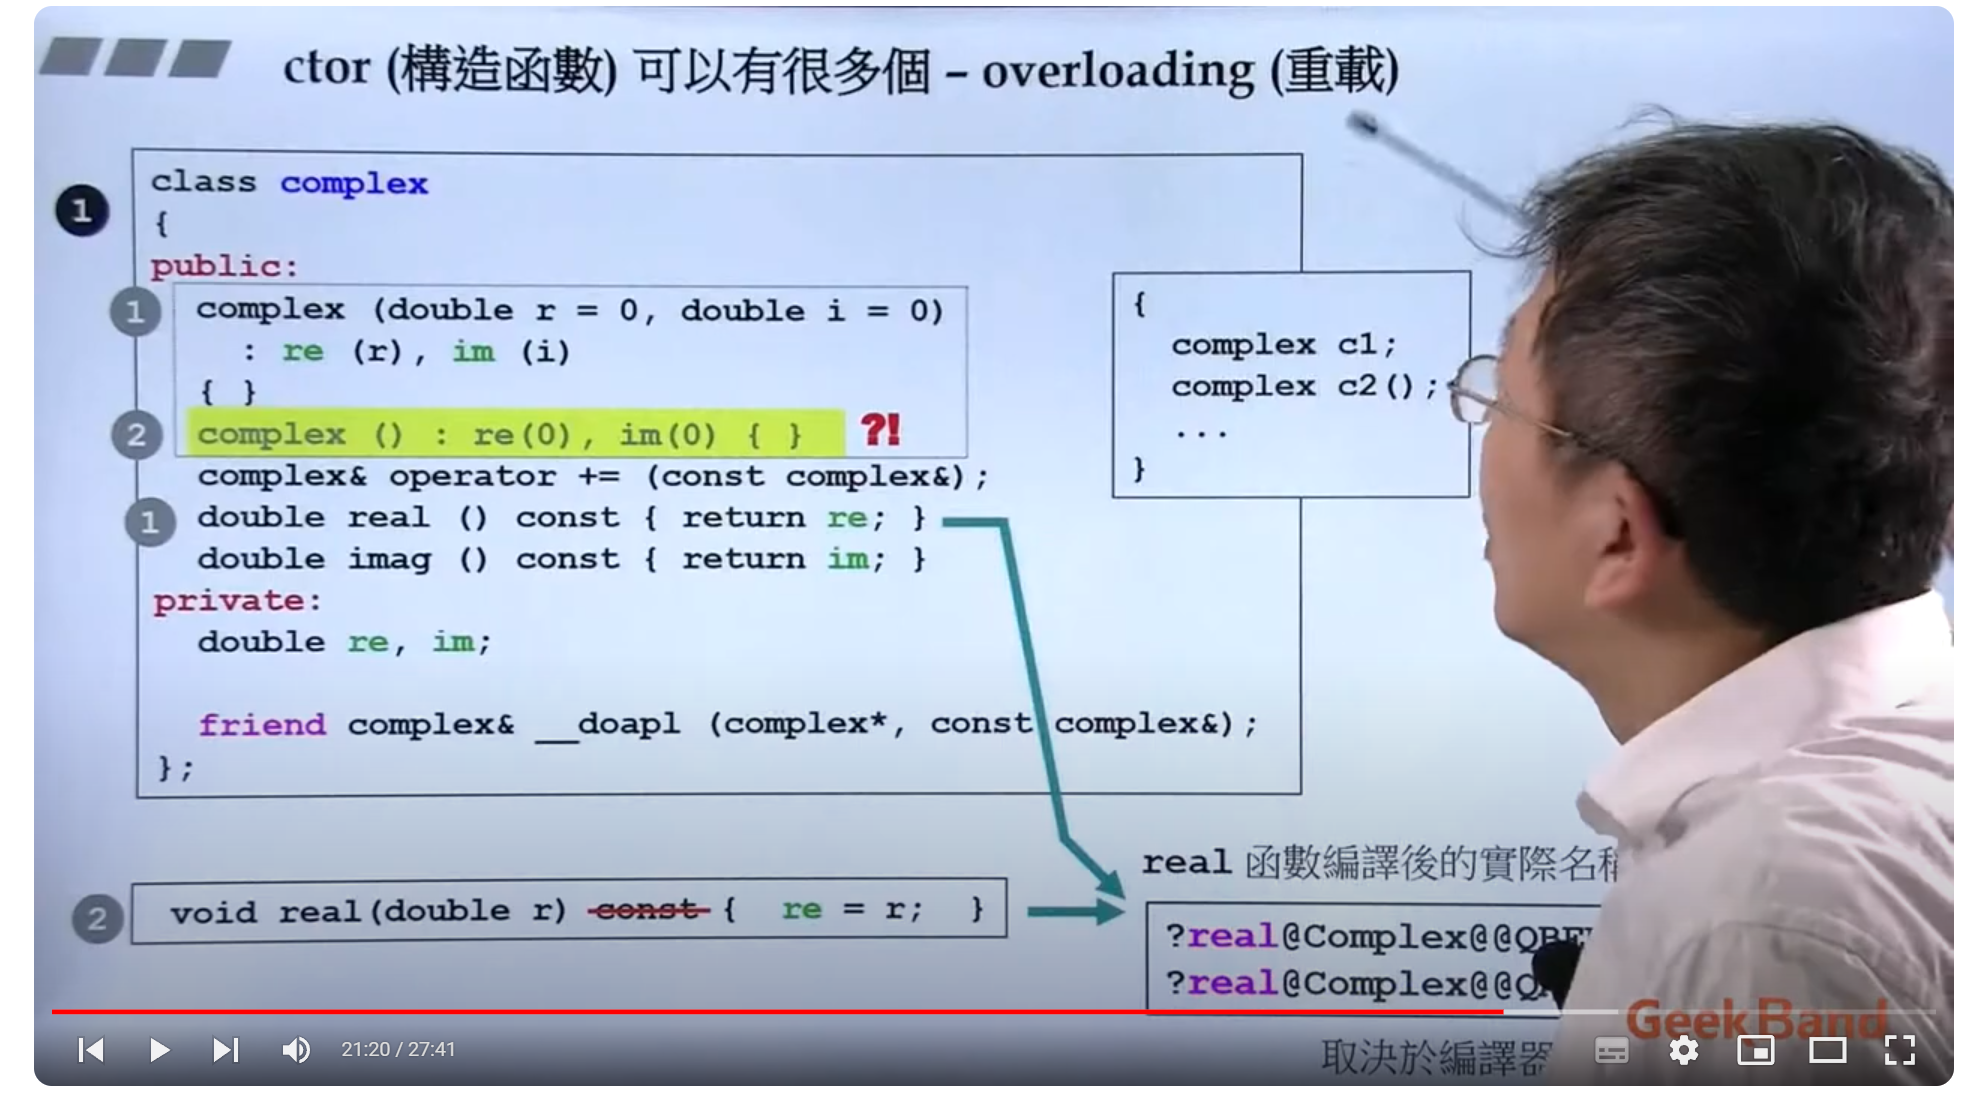 ctor (構造函數) 可以有很多個 – overloading (重載)
1
class complex
{
public:
1
complex (double r = 0, double i = 0)
: re (r), im (i)
{ }
2
complex () : re(0), im(0) { }
?!
complex& operator += (const complex&);
1
double real () const { return re; }
double imag () const { return im; }
private:
double re, im;
friend complex& __doapl (complex*, const complex&);
};
{
complex c1;
complex c2();
...
}
2
void real(double r) const { re = r; }
real 函數編譯後的實際名稱
?real@Complex@@QBE
?real@Complex@@Q
取決於編譯器
GeekBand
21:20 / 27:41